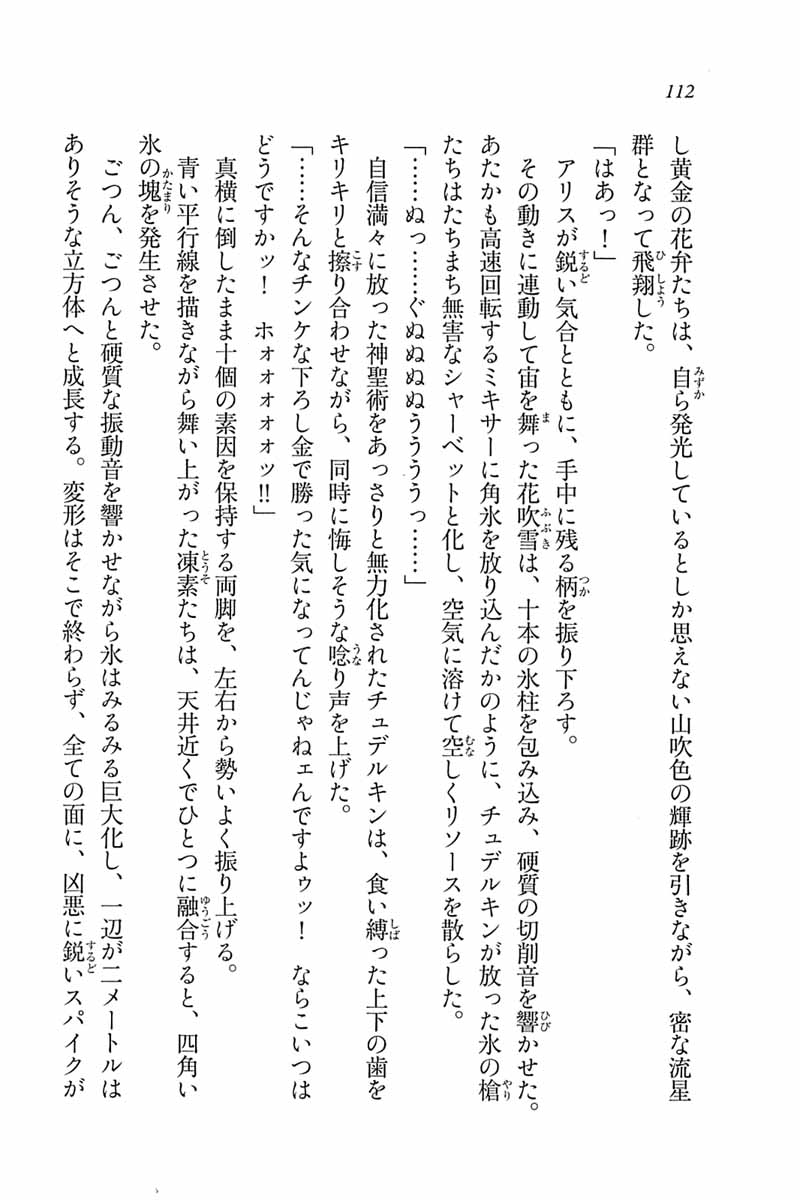 112
し黄金の花弁たちは、自ら発光しているとしか思えない山吹色の輝跡を引きながら、密な流星
群となって飛翔した。
「はあっ！」
アリスが鋭い気合とともに、手中に残る柄を振り下ろす。
その動きに連動して宙を舞った花吹雪は、十本の氷柱を包み込み、硬質の切削音を響かせた。
あたかも高速回転するミキサーに角氷を放り込んだかのように、チュデルキンが放った氷の槍
たちはたちまち無害なシャーベットと化し、空気に溶けて空しくリソースを散らした。
「……ぬっ……ぐぬぬぬぬうううううっ……」
自信満々に放った神聖術をあっさりと無力化されたチュデルキンは、食い縛った上下の歯を
キリキリと擦り合わせながら、同時に悔しそうな唸り声を上げた。
「……そんなチンケな下ろし金で勝った気になってんじゃねェんですよゥッ！　ならこいつは
どうですかッ！　ホォォォォォッ!!」
真横に倒したまま十個の素因を保持する両脚を、左右から勢いよく振り上げる。
青い平行線を描きながら舞い上がった凍素たちは、天井近くでひとつに融合すると、四角い
氷の塊を発生させた。
ごつん、ごつんと硬質な振動音を響かせながら氷はみるみる巨大化し、一辺が二メートルは
ありそうな立方体へと成長する。変形はそこで終わらず、全ての面に、凶悪に鋭いスパイクが